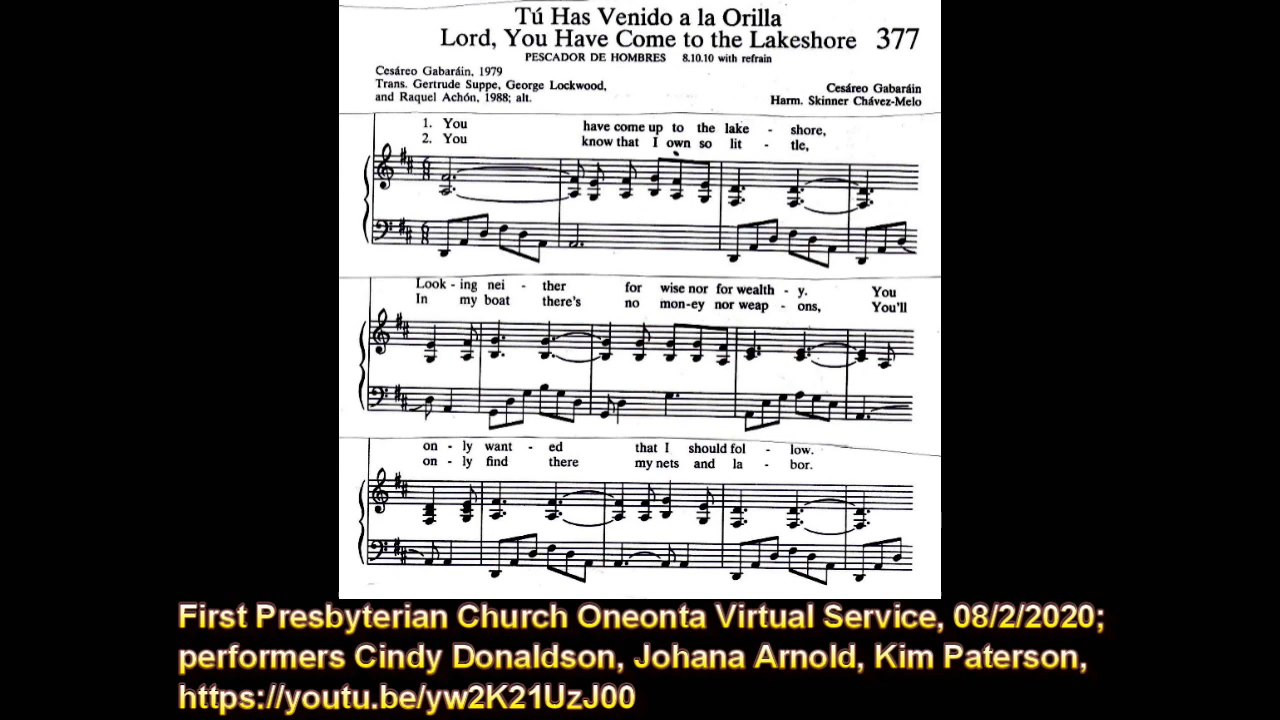 Tú Has Venido a la Orilla
Lord, You Have Come to the Lakeshore 377
PESCADOR DE HOMBRES 8.10.10 with refrain
Cesáreo Gabaráin, 1979
Trans. Gertrude Suppe, George Lockwood,
and Raquel Achón, 1988; alt.
Cesáreo Gabaráin
Harm. Skinner Chávez-Melo
1. You have come up to the lake - shore,
2. You know that I own so lit - tle,
6 8
6 8
Look - ing nei - ther for wise nor for wealth - y. You
In my boat there's no mon-ey nor weap - ons, You'll
on - ly want - ed that I should fol - low.
on - ly find there my nets and la - bor.
First Presbyterian Church Oneonta Virtual Service, 08/2/2020;
performers Cindy Donaldson, Johana Arnold, Kim Paterson,
https://youtu.be/yw2K21UzJ00